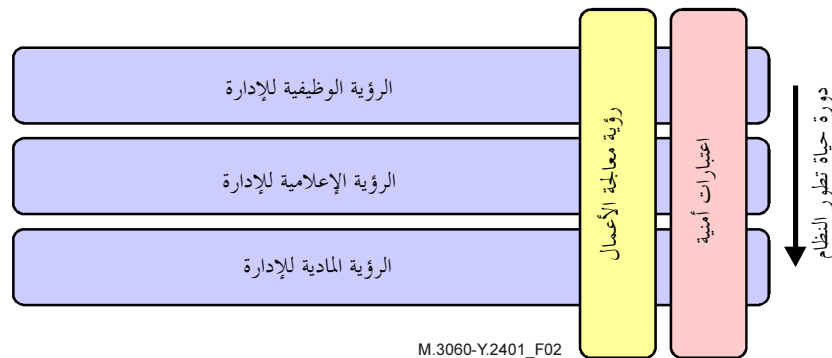 الرؤية الوظيفية للإدارة
الرؤية الإعلامية للإدارة
الرؤية المادية للإدارة
رؤية معالجة الأعمال
اعتبارات أمنية
دورة حياة تطور النظام
M.3060-Y.2401_F02